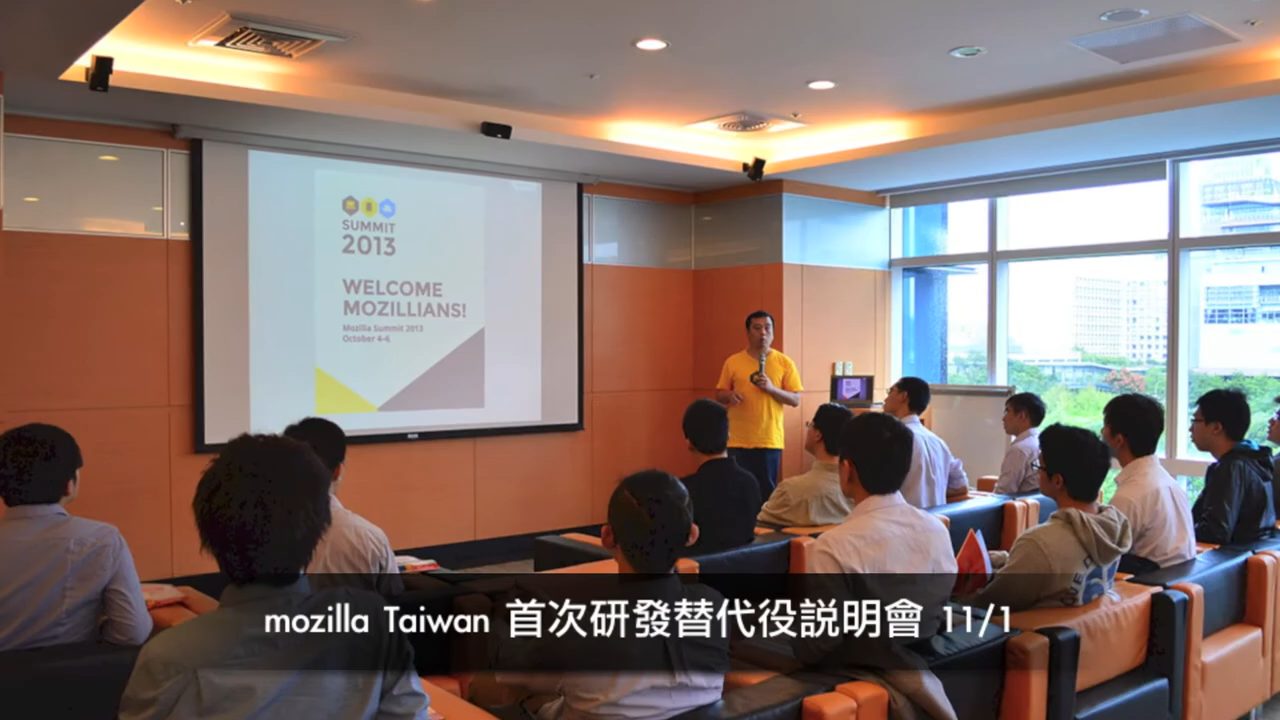 SUMMIT
2013
WELCOME
MOZILLIANS!
Mozilla Summit 2013
October 4-6
mozilla Taiwan 首次研發替代役説明會 11/1